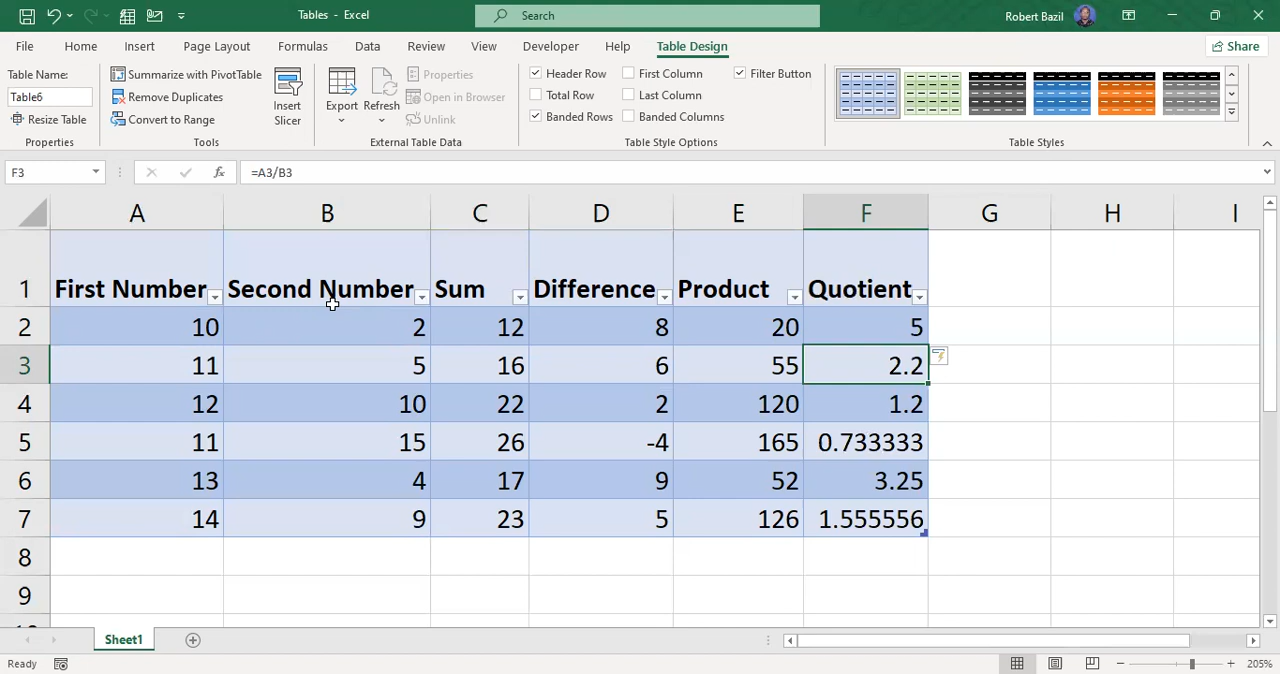 Tables - Excel
Search
Robert Bazil
File Home Insert Page Layout Formulas Data Review View Developer Help Table Design Share
Table Name:
Table6
Resize Table
Properties
Summarize with PivotTable
Remove Duplicates
Convert to Range
Tools
Insert
Slicer
Export
Refresh
Properties
Open in Browser
Unlink
External Table Data
Header Row
Total Row
Banded Rows
First Column
Last Column
Banded Columns
Filter Button
Table Style Options
Table Styles
F3 fx =A3/B3
A B C D E F G H I
1 First Number Second Number Sum Difference Product Quotient
2 10 2 12 8 20 5
3 11 5 16 6 55 2.2
4 12 10 22 2 120 1.2
5 11 15 26 -4 165 0.733333
6 13 4 17 9 52 3.25
7 14 9 23 5 126 1.555556
8
9
10
Sheet1
Ready
205%